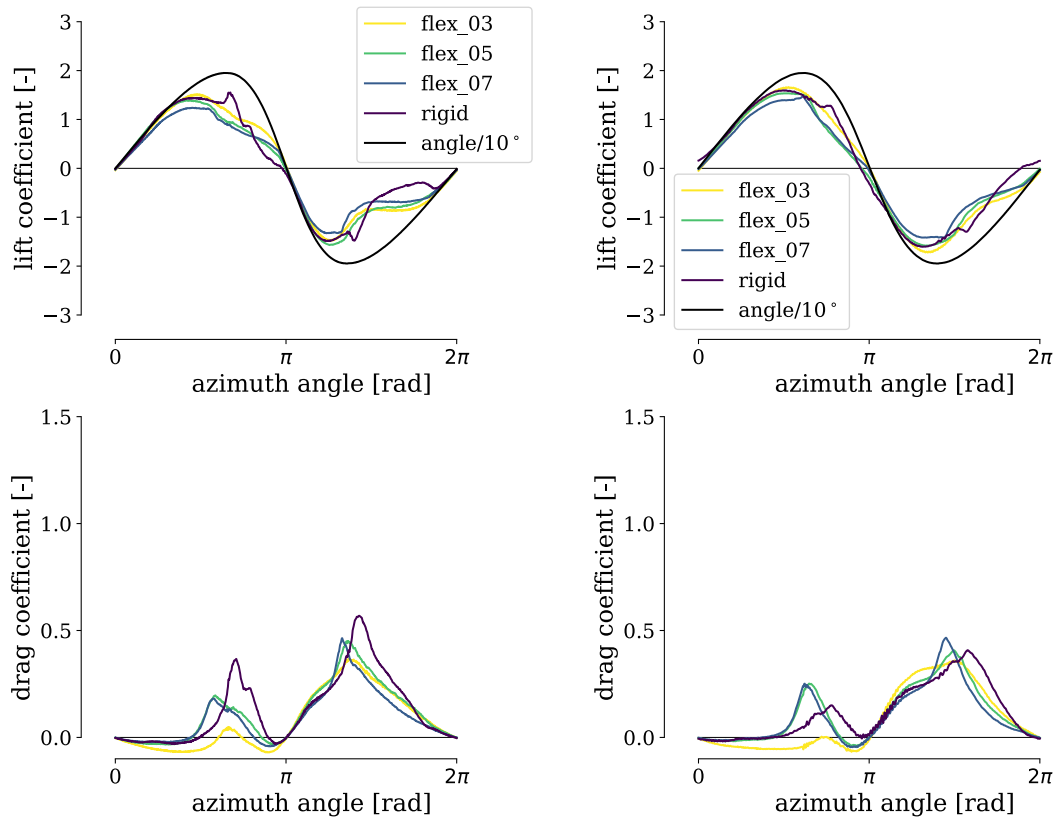 3
2
1
0
−1
−2
−3
lift coefficient [-]
flex_03
flex_05
flex_07
rigid
angle/10°
0
π
2π
azimuth angle [rad]
3
2
1
0
−1
−2
−3
lift coefficient [-]
flex_03
flex_05
flex_07
rigid
angle/10°
0
π
2π
azimuth angle [rad]
1.5
1.0
0.5
0.0
drag coefficient [-]
0
π
2π
azimuth angle [rad]
1.5
1.0
0.5
0.0
drag coefficient [-]
0
π
2π
azimuth angle [rad]